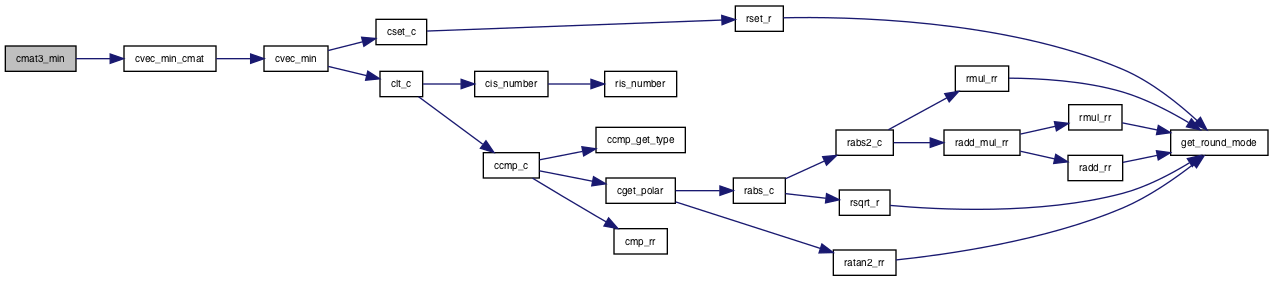 cmat3_min
cvec_min_cmat
cvec_min
cset_c
clt_c
rset_r
cis_number
ris_number
ccmp_c
ccmp_get_type
cget_polar
cmp_rr
rabs_c
rabs2_c
rsqrt_r
ratan2_rr
rmul_rr
radd_mul_rr
rmul_rr
radd_rr
get_round_mode